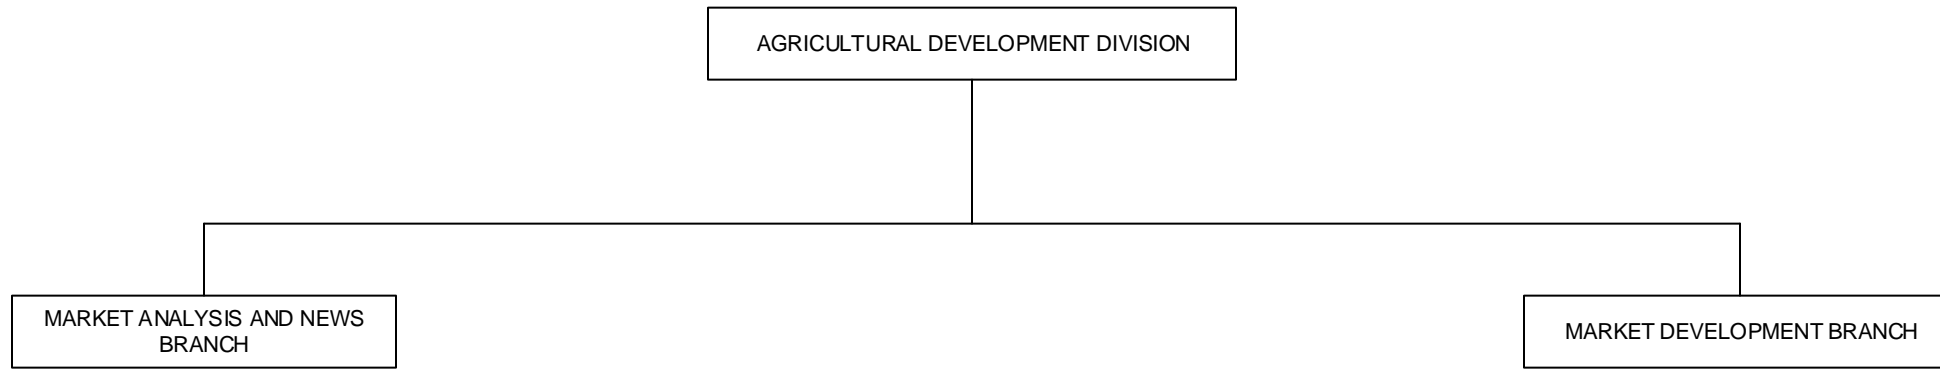 AGRICULTURAL DEVELOPMENT DIVISION
MARKET ANALYSIS AND NEWS
BRANCH
MARKET DEVELOPMENT BRANCH